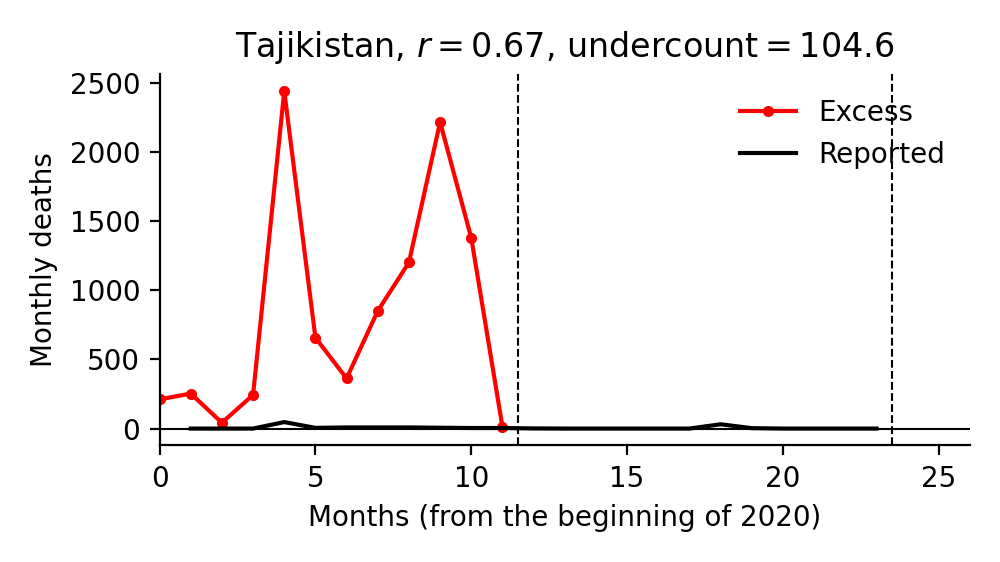 Tajikistan, r = 0.67, undercount = 104.6
Monthly deaths
2500
2000
1500
1000
500
0
Excess
Reported
0 5 10 15 20 25
Months (from the beginning of 2020)